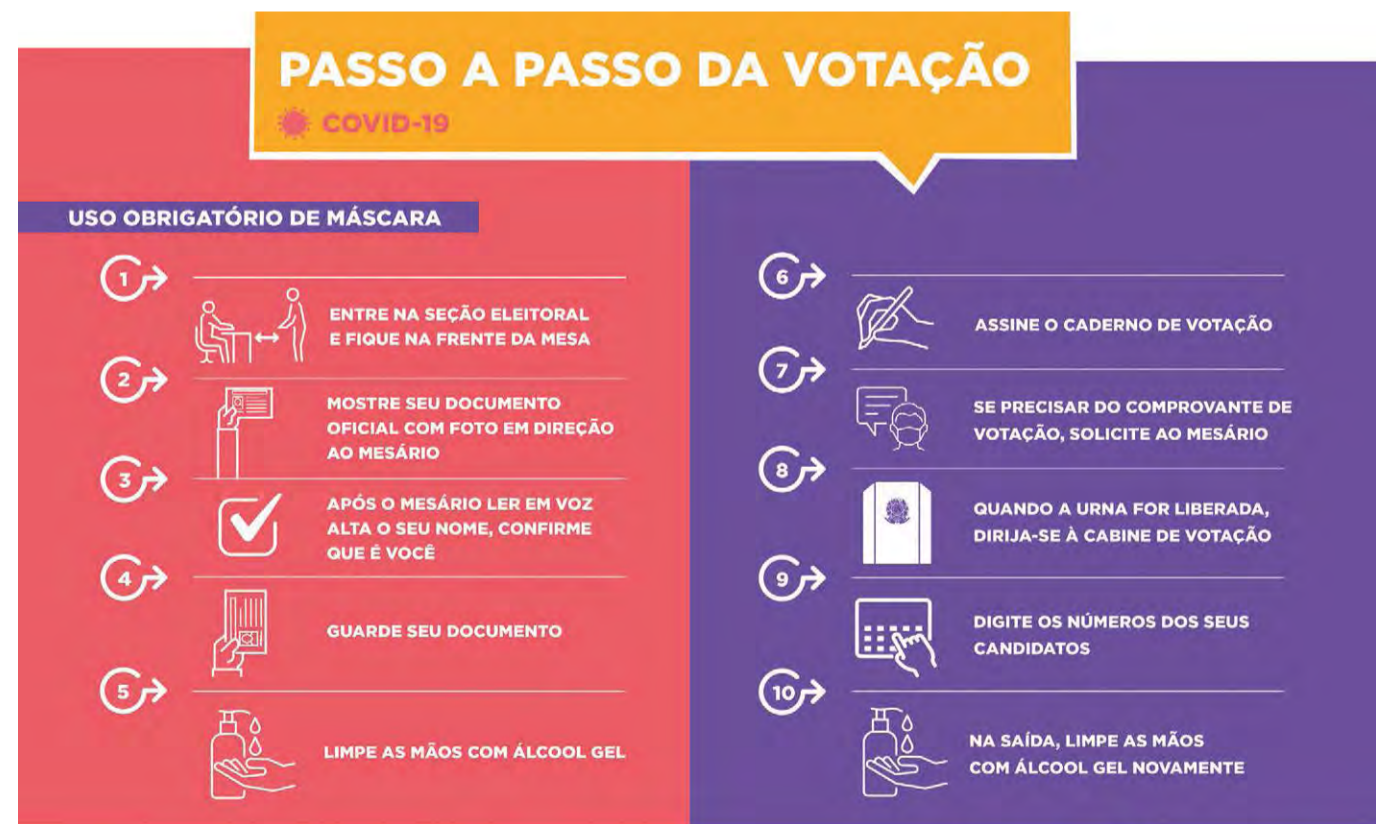 PASSO A PASSO DA VOTAÇÃO
COVID-19
USO OBRIGATÓRIO DE MÁSCARA
1
ENTRE NA SEÇÃO ELEITORAL
E FIQUE NA FRENTE DA MESA
2
MOSTRE SEU DOCUMENTO
OFICIAL COM FOTO EM DIREÇÃO
AO MESÁRIO
3
APÓS O MESÁRIO LER EM VOZ
ALTA O SEU NOME, CONFIRME
QUE É VOCÊ
4
GUARDE SEU DOCUMENTO
5
LIMPE AS MÃOS COM ÁLCOOL GEL
6
ASSINE O CADERNO DE VOTAÇÃO
7
SE PRECISAR DO COMPROVANTE DE
VOTAÇÃO, SOLICITE AO MESÁRIO
8
QUANDO A URNA FOR LIBERADA,
DIRIJA-SE À CABINE DE VOTAÇÃO
9
DIGITE OS NÚMEROS DOS SEUS
CANDIDATOS
10
NA SAÍDA, LIMPE AS MÃOS
COM ÁLCOOL GEL NOVAMENTE